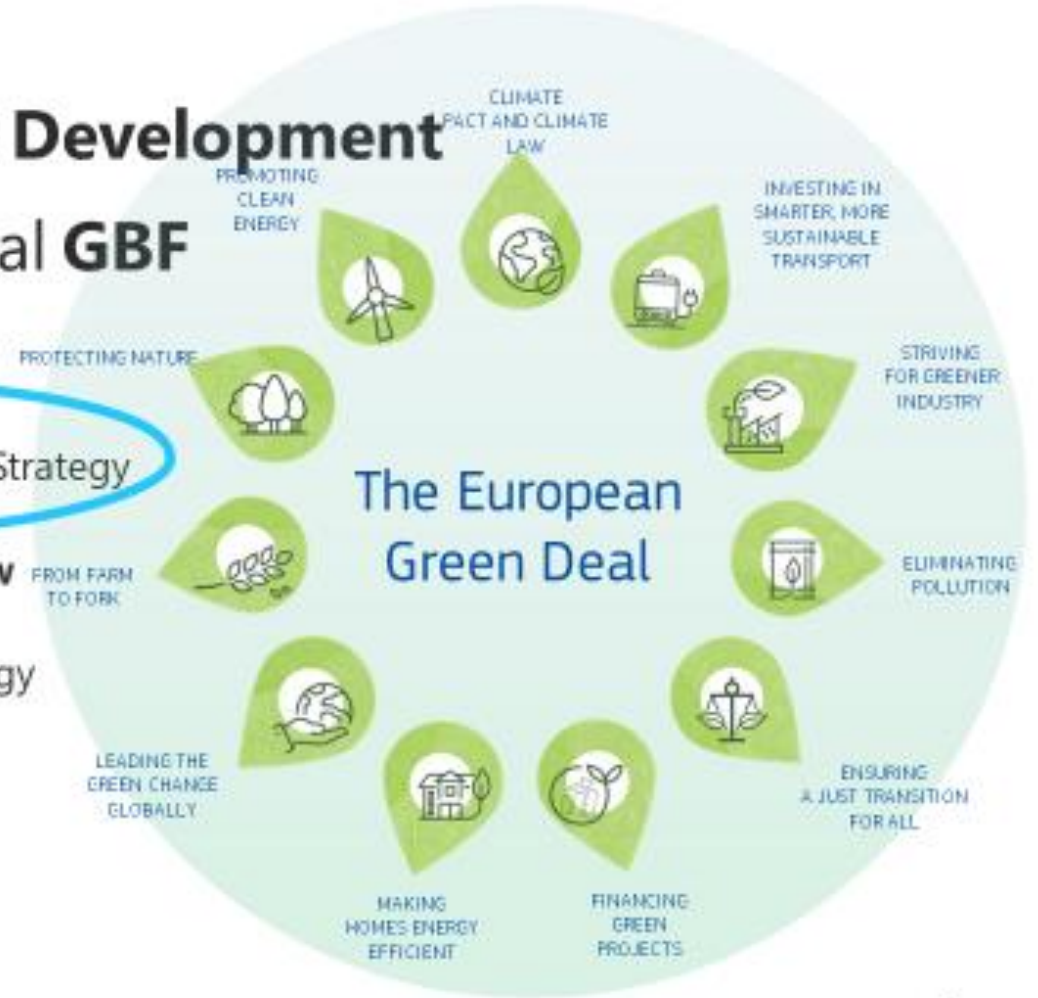 Development
al GBF
Strategy
w
gy
CLIMATE
PACT AND CLIMATE
LAW
PROMOTING
CLEAN
ENERGY
INVESTING IN
SMARTER, MORE
SUSTAINABLE
TRANSPORT
PROTECTING NATURE
STRIVING
FOR GREENER
INDUSTRY
The European
Green Deal
FROM FARM
TO FORK
ELIMINATING
POLLUTION
LEADING THE
GREEN CHANGE
GLOBALLY
ENSURING
A JUST TRANSITION
FOR ALL
MAKING
HOMES ENERGY
EFFICIENT
FINANCING
GREEN
PROJECTS